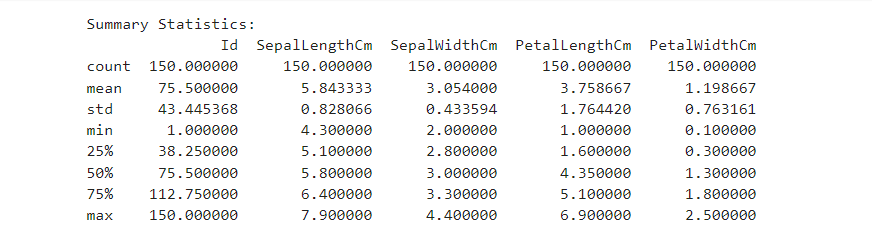 Summary Statistics:
Id SepalLengthCm SepalWidthCm PetalLengthCm PetalWidthCm
count 150.000000 150.000000 150.000000 150.000000 150.000000
mean 75.500000 5.843333 3.054000 3.758667 1.198667
std 43.445368 0.828066 0.433594 1.764420 0.763161
min 1.000000 4.300000 2.000000 1.000000 0.100000
25% 38.250000 5.100000 2.800000 1.600000 0.300000
50% 75.500000 5.800000 3.000000 4.350000 1.300000
75% 112.750000 6.400000 3.300000 5.100000 1.800000
max 150.000000 7.900000 4.400000 6.900000 2.500000